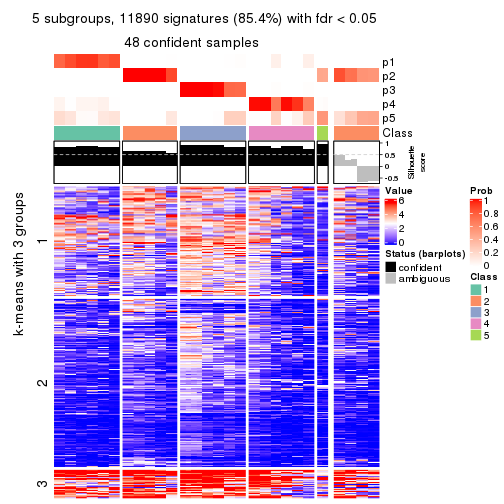 5 subgroups, 11890 signatures (85.4%) with fdr < 0.05
48 confident samples
p1
p2
p3
p4
p5
Class
1
0.5
0
-0.5
Silhouette
score
k-means with 3 groups
1
2
3
Value
6
4
2
0
Status (barplots)
confident
ambiguous
Prob
1
0.8
0.6
0.4
0.2
0
Class
1
2
3
4
5